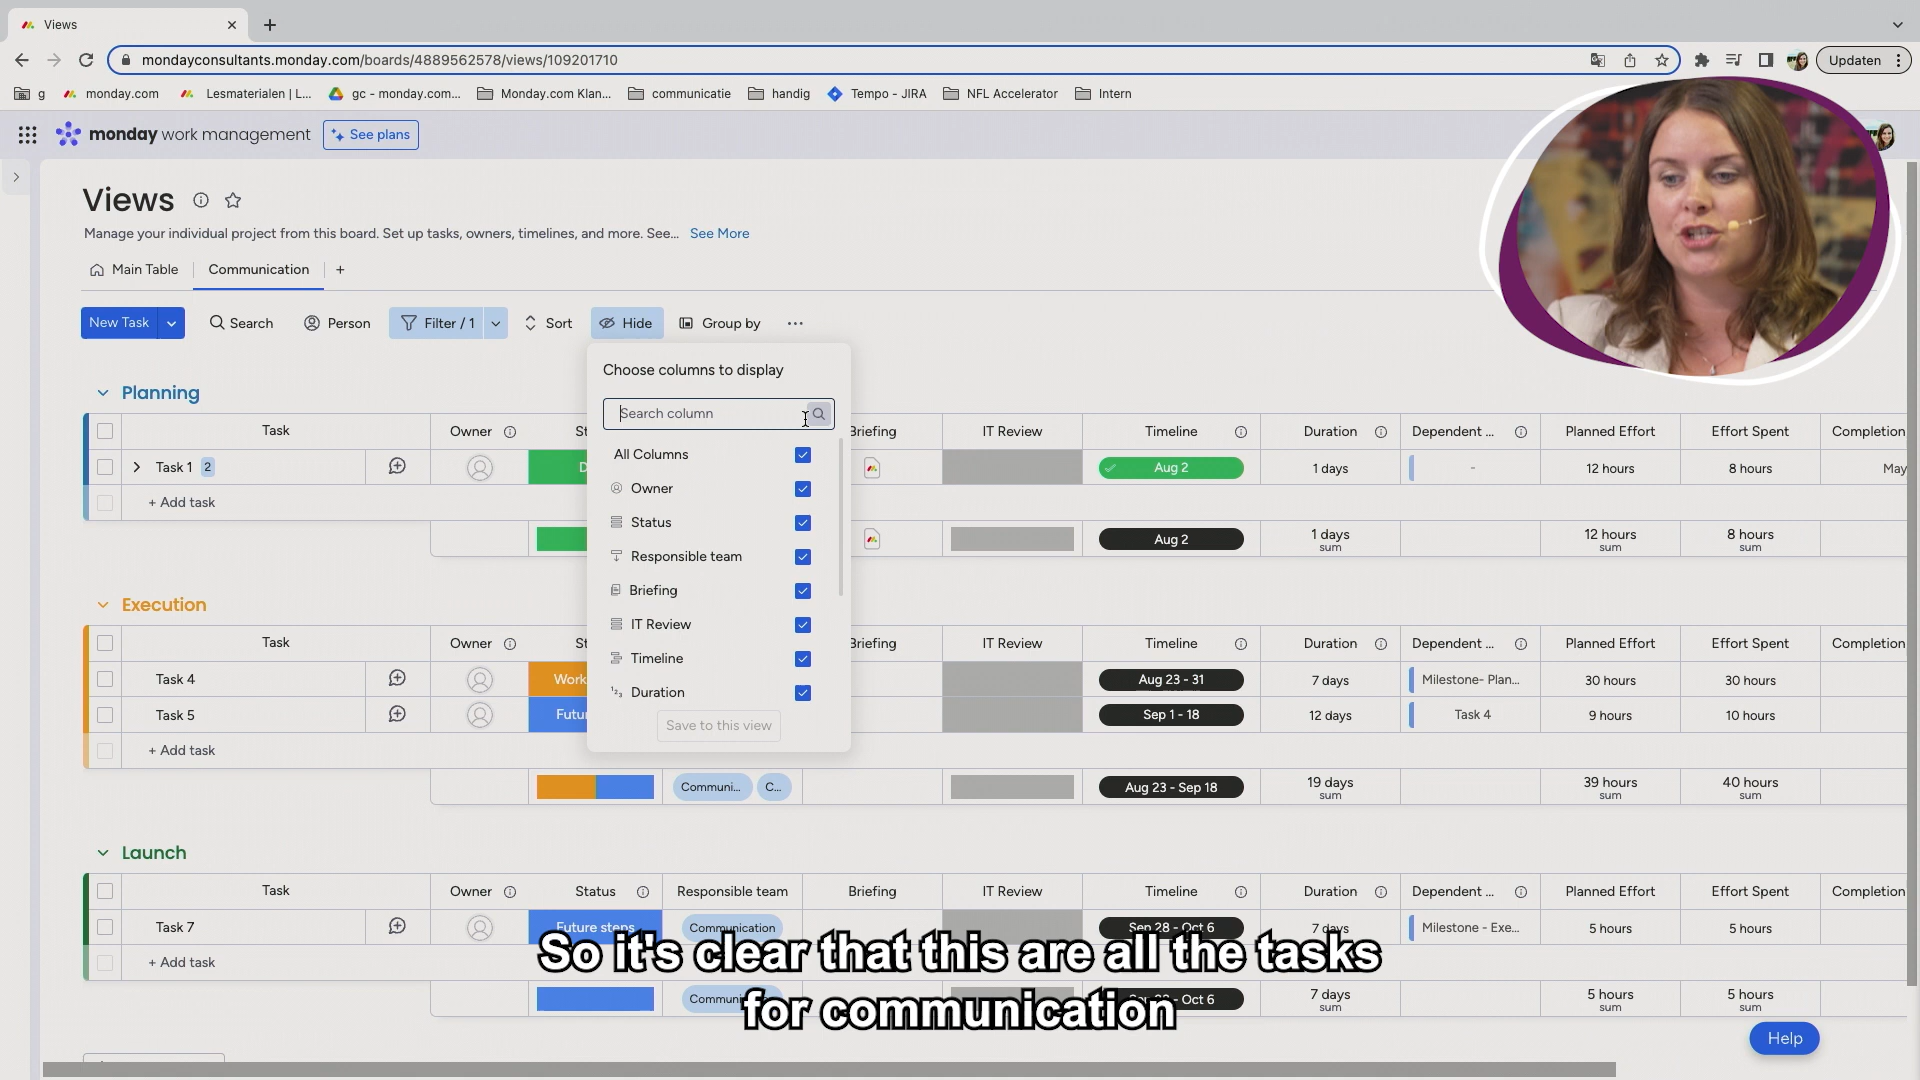 Views
mondayconsultants.monday.com/boards/4889562578/views/109201710
Updaten
g
monday.com
Lesmaterialen | L...
gc - monday.com...
Monday.com Klan...
communicatie
handig
Tempo - JIRA
NFL Accelerator
Intern
monday work management
See plans
Views
Manage your individual project from this board. Set up tasks, owners, timelines, and more. See... See More
Main Table
Communication
+
New Task
Search
Person
Filter / 1
Sort
Hide
Group by
Choose columns to display
Search column
All Columns
Owner
Status
Responsible team
Briefing
IT Review
Timeline
Duration
Save to this view
Planning
Task Owner St Briefing IT Review Timeline Duration Dependent ... Planned Effort Effort Spent Completion
Task 1 2 D Aug 2 1 days - 12 hours 8 hours May
+ Add task
Aug 2 1 days 12 hours 8 hours
sum sum sum
Execution
Task Owner St Briefing IT Review Timeline Duration Dependent ... Planned Effort Effort Spent Completion
Task 4 Work Aug 23 - 31 7 days Milestone- Plan... 30 hours 30 hours
Task 5 Futur Sep 1 - 18 12 days Task 4 9 hours 10 hours
+ Add task
Communi... C... Aug 23 - Sep 18 19 days 39 hours 40 hours
sum sum sum
Launch
Task Owner Status Responsible team Briefing IT Review Timeline Duration Dependent ... Planned Effort Effort Spent Completion
Task 7 Future steps Communication Sep 28 - Oct 6 7 days Milestone - Exe... 5 hours 5 hours
+ Add task
So it's clear that this are all the tasks
for communication
Oct 6 7 days 5 hours 5 hours
sum sum sum
Help